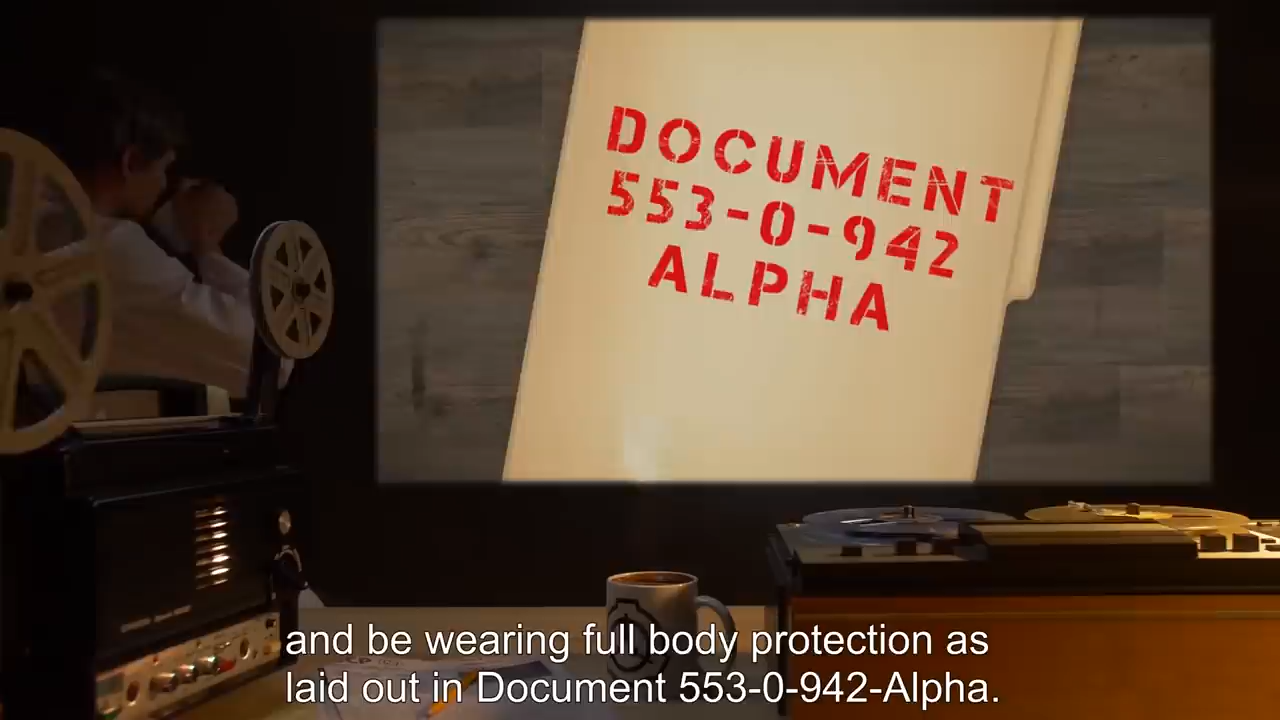 DOCUMENT
553-0-942
ALPHA
and be wearing full body protection as
laid out in Document 553-0-942-Alpha.